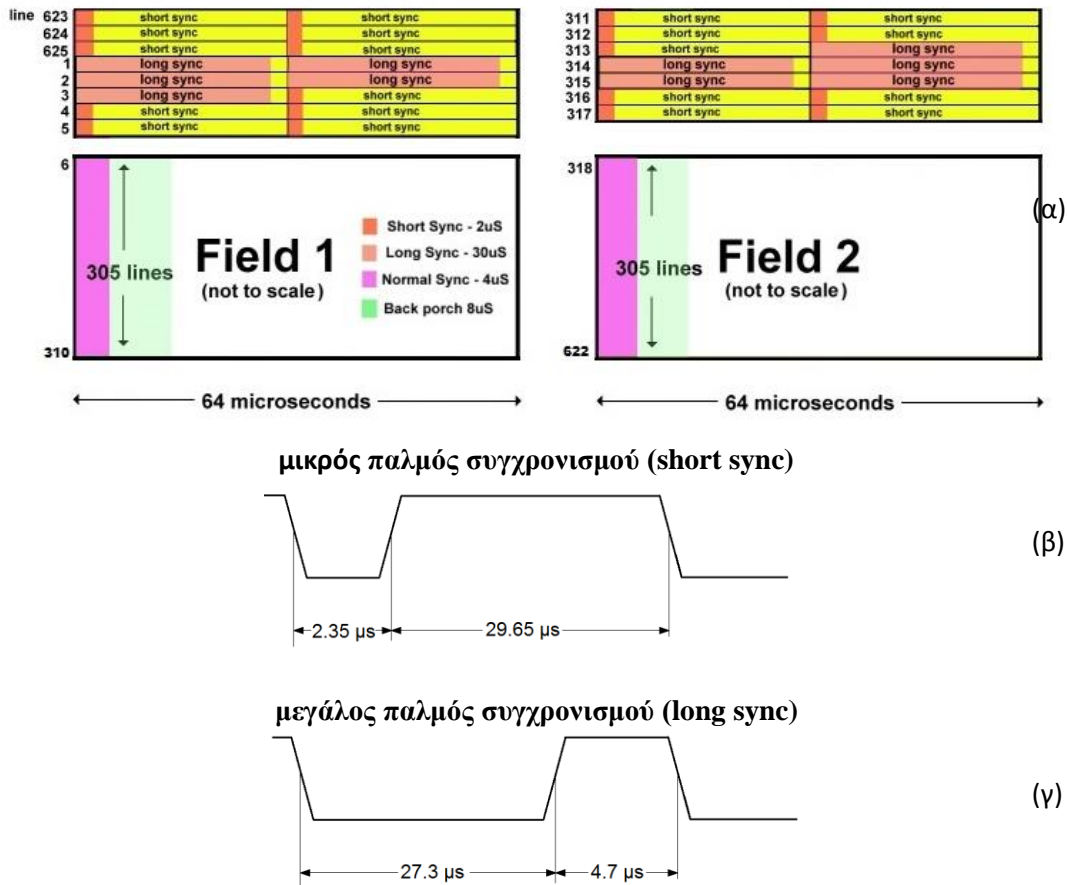 line 623 short sync short sync
624 short sync short sync
625 short sync short sync
1 long sync long sync
2 long sync long sync
3 long sync short sync
4 short sync short sync
5 short sync short sync
311 short sync short sync
312 short sync short sync
313 short sync long sync
314 long sync long sync
315 long sync long sync
316 short sync short sync
317 short sync short sync
6
305 lines
310
Field 1
(not to scale)
Short Sync - 2uS
Long Sync - 30uS
Normal Sync - 4uS
Back porch 8uS
64 microseconds
318
305 lines
622
Field 2
(not to scale)
64 microseconds
(α)
μικρός παλμός συγχρονισμού (short sync)
(β)
2.35 μs 29.65 μs
μεγάλος παλμός συγχρονισμού (long sync)
(γ)
27.3 μs 4.7 μs